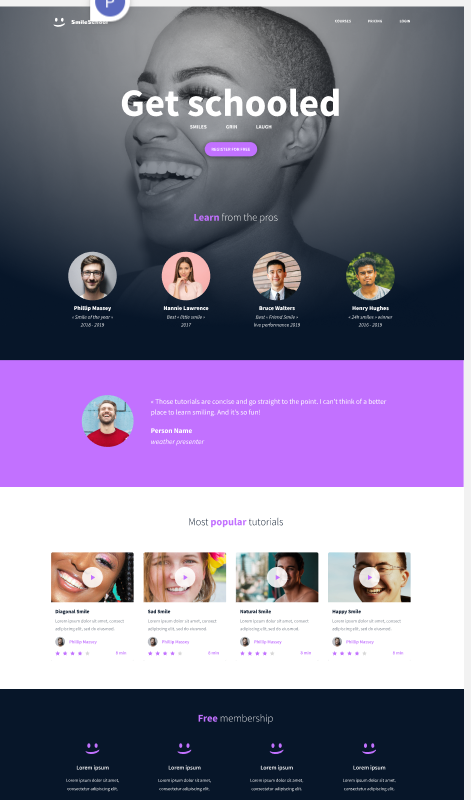 P
SmileSchool
COURSES PRICING LOGIN
Get schooled
SMILES GRIN LAUGH
REGISTER FOR FREE
Learn from the pros
Phillip Massey Nannie Lawrence Bruce Walters Henry Hughes
« Smile of the year » Best « little smile » Best « Friend Smile » « 24h smiles » winner
2018 - 2019 2017 live performance 2019 2016 - 2019
« Those tutorials are concise and go straight to the point. I can't think of a better
place to learn smiling. And it's so fun!
Person Name
weather presenter
Most popular tutorials
Diagonal Smile Sad Smile Natural Smile Happy Smile
Lorem ipsum dolor sit amet, consect Lorem ipsum dolor sit amet, consect Lorem ipsum dolor sit amet, consect Lorem ipsum dolor sit amet, consect
adipiscing elit, sed do eiusmod. adipiscing elit, sed do eiusmod. adipiscing elit, sed do eiusmod. adipiscing elit, sed do eiusmod.
Phillip Massey Phillip Massey Phillip Massey Phillip Massey
8 min 8 min 8 min 8 min
Free membership
Lorem ipsum Lorem ipsum Lorem ipsum Lorem ipsum
Lorem ipsum dolor sit amet, Lorem ipsum dolor sit amet, Lorem ipsum dolor sit amet, Lorem ipsum dolor sit amet,
consectetur adipiscing elit. consectetur adipiscing elit. consectetur adipiscing elit. consectetur adipiscing elit.